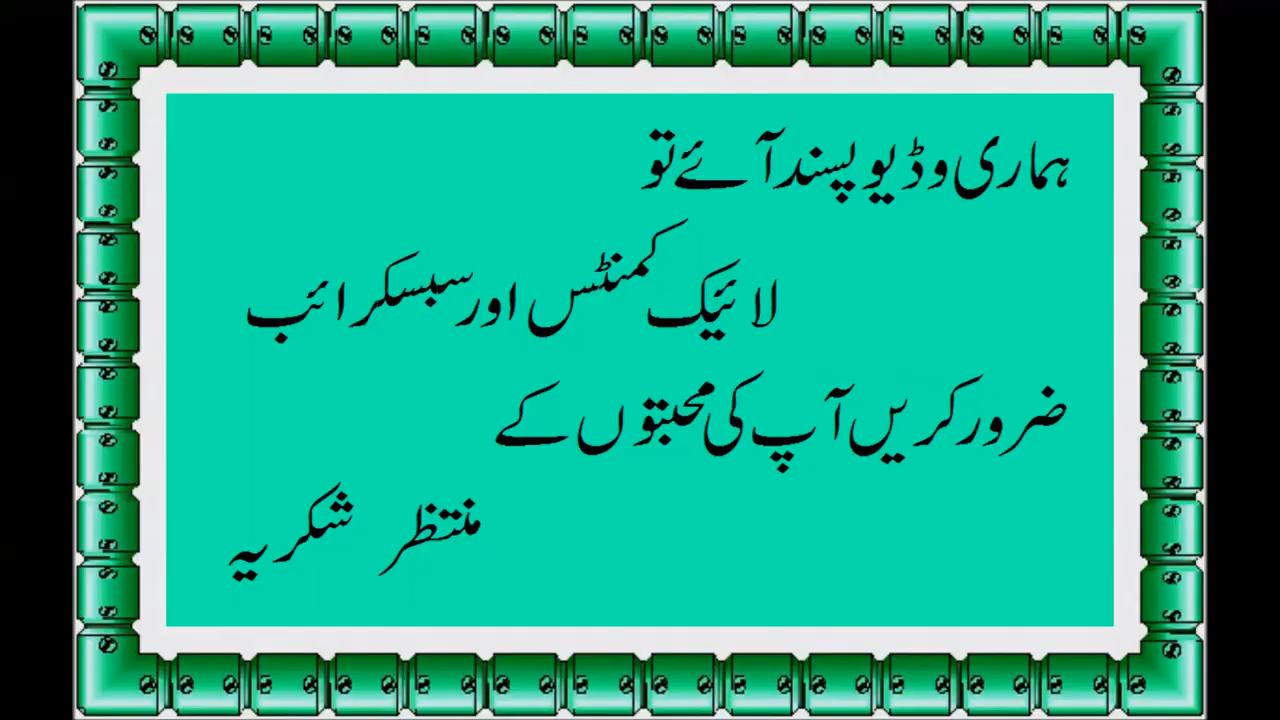 ہماری وڈیو پسند آئے تو
لائیک کمنٹس اور سبسکرائب
ضرور کریں آپ کی محبتوں کے
منتظر شکریہ